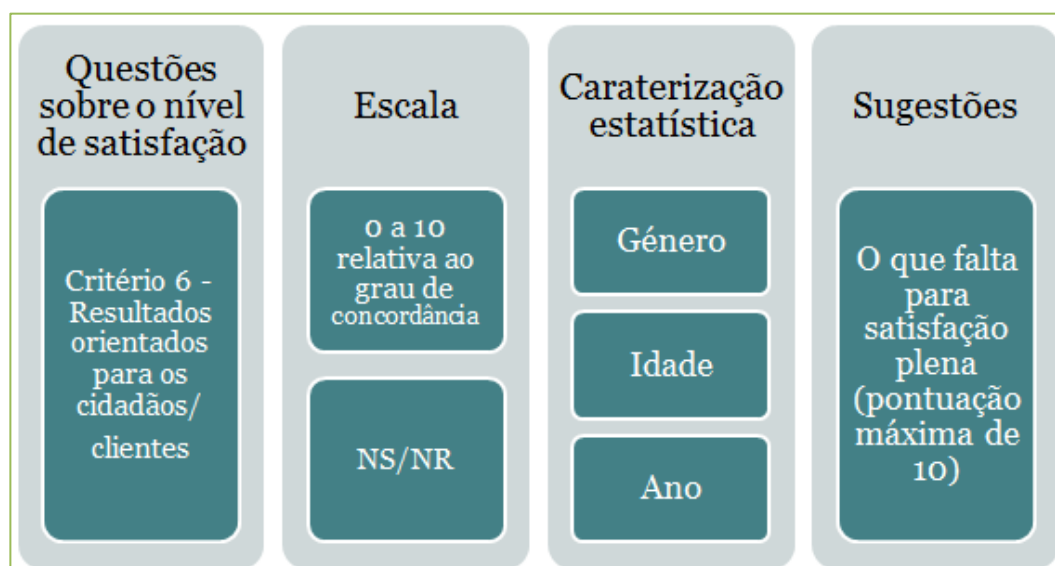 Questões
sobre o nível
de satisfação
Critério 6 -
Resultados
orientados
para os
cidadãos/
clientes
Escala
0 a 10
relativa ao
grau de
concordância
NS/NR
Caraterização
estatística
Género
Idade
Ano
Sugestões
O que falta
para
satisfação
plena
(pontuação
máxima de
10)